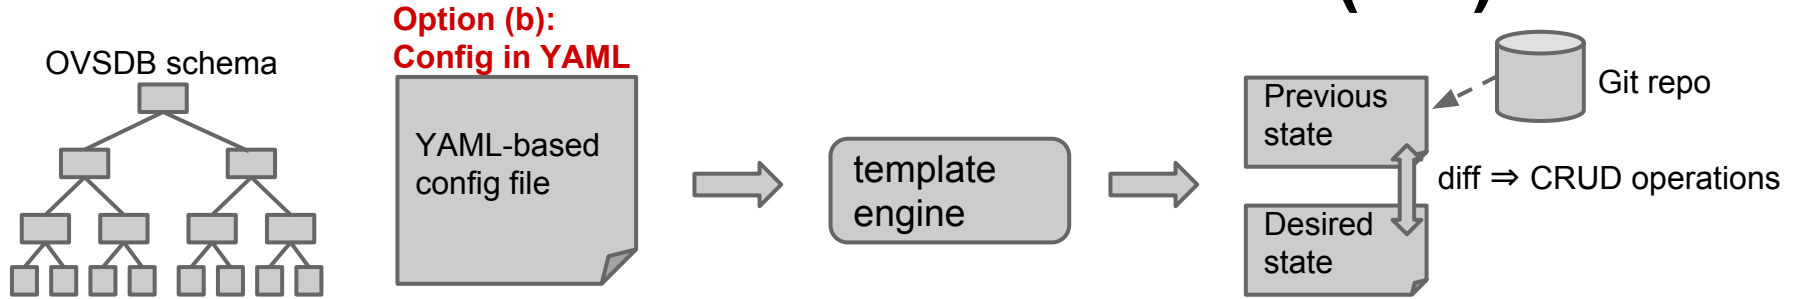 Option (b):
Config in YAML
OVSDB schema
YAML-based
config file
template
engine
Previous
state
Git repo
diff ⇒ CRUD operations
Desired
state